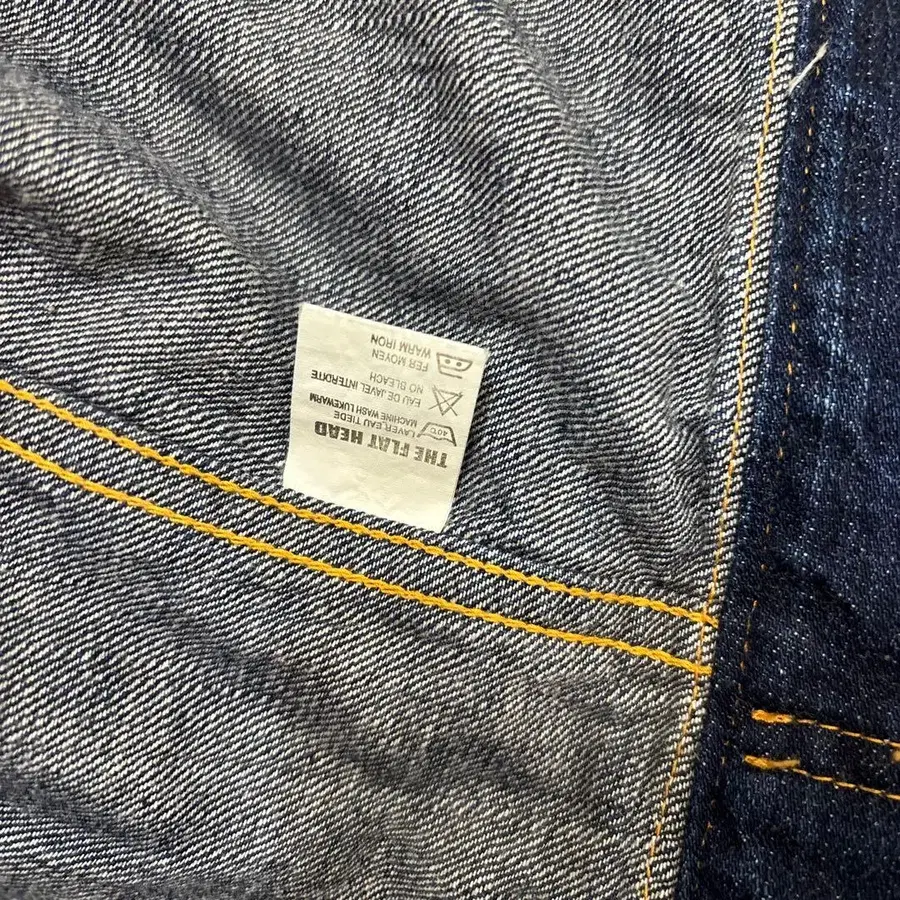 THE FLAT HEAD
40℃
LAVER.EAU TIEDE
MACHINE WASH LUKEWARM
EAU DE JAVEL INTERDITE
NO BLEACH
FER MOYEN
WARM IRON